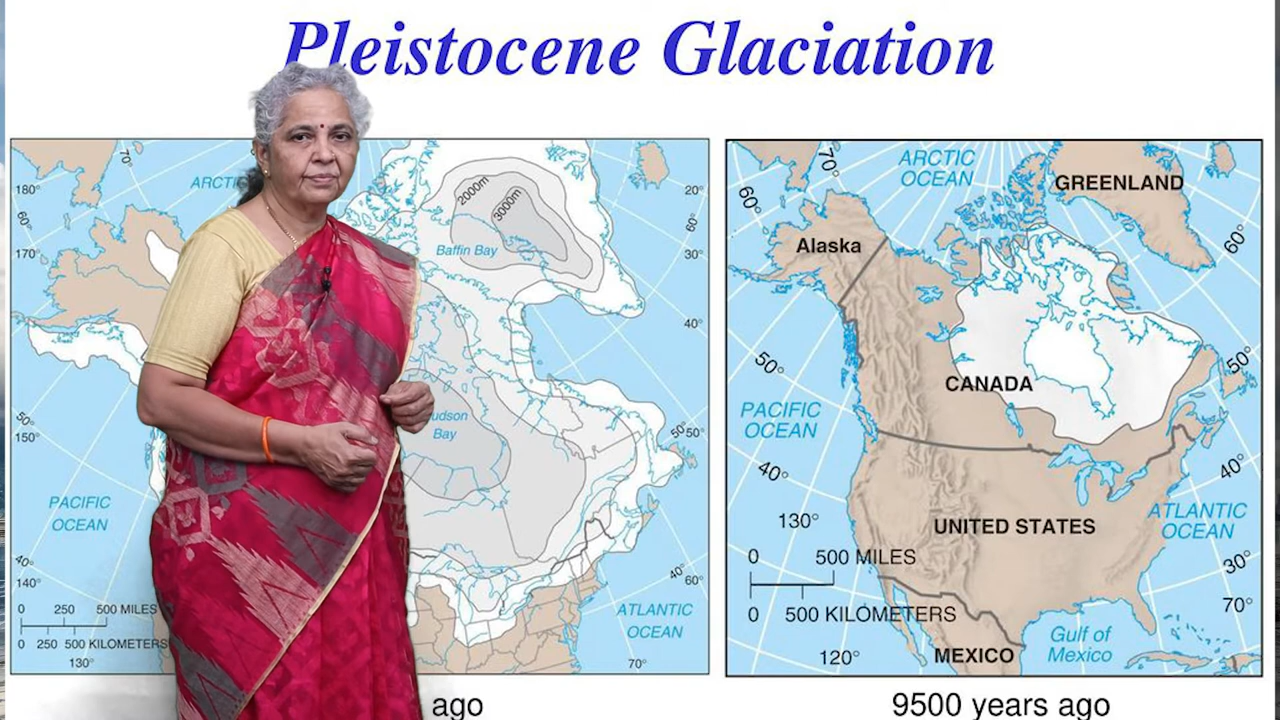 Pleistocene Glaciation
70°
180°
60°
170°
ARCTIC
2000m
3000m
Baffin Bay
20°
60°
30°
40°
50°
150°
Hudson
Bay
50°
50°
PACIFIC
OCEAN
40°
140°
0 250 500 MILES
0 250 500 KILOMETERS
130°
40°
60°
ATLANTIC
OCEAN
70°
ago
70°
60°
ARCTIC
OCEAN
GREENLAND
Alaska
60°
50°
CANADA
50°
PACIFIC
OCEAN
40°
40°
130°
UNITED STATES
ATLANTIC
OCEAN
0 500 MILES
30°
0 500 KILOMETERS
70°
120°
MEXICO
Gulf of
Mexico
9500 years ago